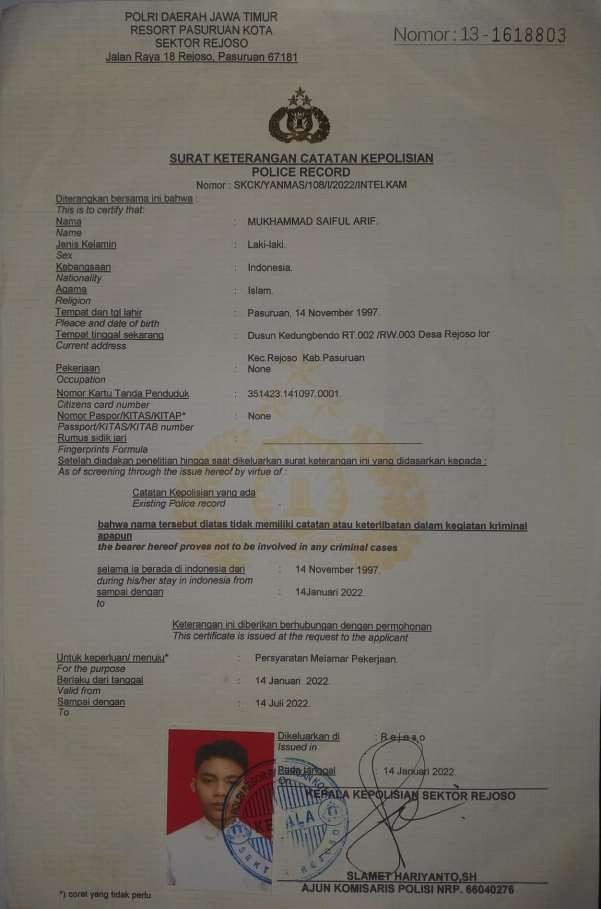 POLRI DAERAH JAWA TIMUR
RESORT PASURUAN KOTA
SEKTOR REJOSO
Jalan Raya 18 Rejoso, Pasuruan 67181
Nomor : 13 - 1618803
SURAT KETERANGAN CATATAN KEPOLISIAN
POLICE RECORD
Nomor : SKCK/YANMAS/108/I/2022/INTELKAM
Diterangkan bersama ini bahwa :
This is to certify that:
Nama : MUKHAMMAD SAIFUL ARIF.
Name
Jenis Kelamin : Laki-laki.
Sex
Kebangsaan : Indonesia.
Nationality
Agama : Islam.
Religion
Tempat dan tgl lahir : Pasuruan, 14 November 1997.
Pleace and date of birth
Tempat tinggal sekarang : Dusun Kedungbendo RT.002 /RW.003 Desa Rejoso lor
Current address
Kec.Rejoso Kab.Pasuruan
Pekerjaan : None
Occupation
Nomor Kartu Tanda Penduduk : 351423.141097.0001.
Citizens card number
Nomor Paspor/KITAS/KITAP* : None
Passport/KITAS/KITAB number
Rumus sidik jari :
Fingerprints Formula
Setelah diadakan penelitian hingga saat dikeluarkan surat keterangan ini yang didasarkan kepada :
As of screening through the issue hereof by virtue of :
Catatan Kepolisian yang ada
Existing Police record -
bahwa nama tersebut diatas tidak memiliki catatan atau keterlibatan dalam kegiatan kriminal
apapun
the bearer hereof proves not to be involved in any criminal cases
selama ia berada di indonesia dari : 14 November 1997.
during his/her stay in indonesia from
sampai dengan : 14Januari 2022.
to
Keterangan ini diberikan berhubungan dengan permohonan
This certificate is issued at the request to the applicant
Untuk keperluan/ menuju* : Persyaratan Melamar Pekerjaan.
For the purpose
Berlaku dari tanggal : 14 Januari 2022.
Valid from
Sampai dengan : 14 Juli 2022.
To
Dikeluarkan di : Rejoso
Issued in
Pada tanggal : 14 Januari 2022.
On
KEPALA KEPOLISIAN SEKTOR REJOSO
SLAMET HARIYANTO,SH
AJUN KOMISARIS POLISI NRP. 66040276
*) coret yang tidak perlu